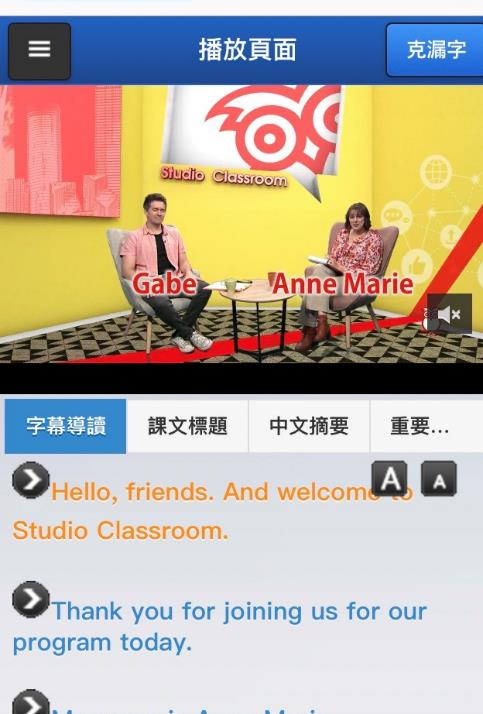 播放頁面
克漏字
Studio Classroom
Gabe
Anne Marie
字幕導讀
課文標題
中文摘要
重要...
A
A
Hello, friends. And welcome to
Studio Classroom.
Thank you for joining us for our
program today.